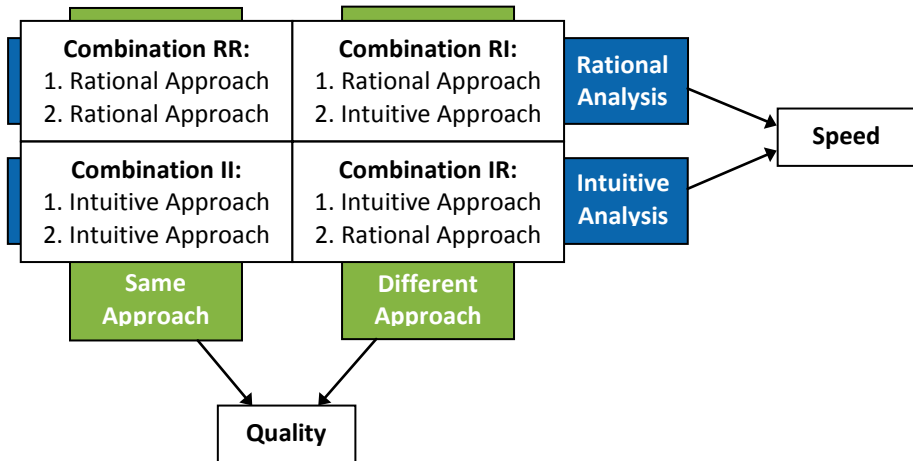 Combination RR:
1. Rational Approach
2. Rational Approach
Combination RI:
1. Rational Approach
2. Intuitive Approach
Rational
Analysis
Speed
Combination II:
1. Intuitive Approach
2. Intuitive Approach
Combination IR:
1. Intuitive Approach
2. Rational Approach
Intuitive
Analysis
Same
Approach
Different
Approach
Quality